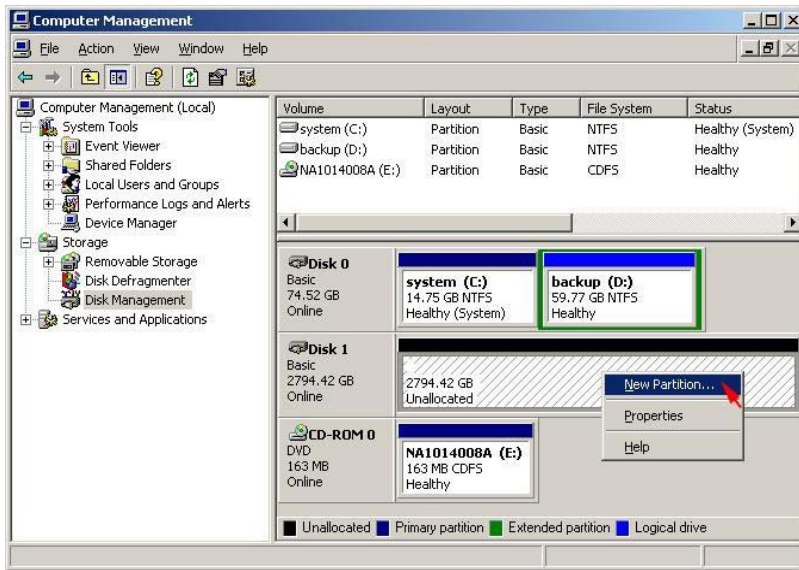 Computer Management
File Action View Window Help
Computer Management (Local)
System Tools
Event Viewer
Shared Folders
Local Users and Groups
Performance Logs and Alerts
Device Manager
Storage
Removable Storage
Disk Defragmenter
Disk Management
Services and Applications
Volume Layout Type File System Status
system (C:) Partition Basic NTFS Healthy (System)
backup (D:) Partition Basic NTFS Healthy
NA1014008A (E:) Partition Basic CDFS Healthy
Disk 0
Basic
74.52 GB
Online
system (C:)
14.75 GB NTFS
Healthy (System)
backup (D:)
59.77 GB NTFS
Healthy
Disk 1
Basic
2794.42 GB
Online
2794.42 GB
Unallocated
New Partition...
Properties
Help
CD-ROM 0
DVD
163 MB
Online
NA1014008A (E:)
163 MB CDFS
Healthy
Unallocated Primary partition Extended partition Logical drive